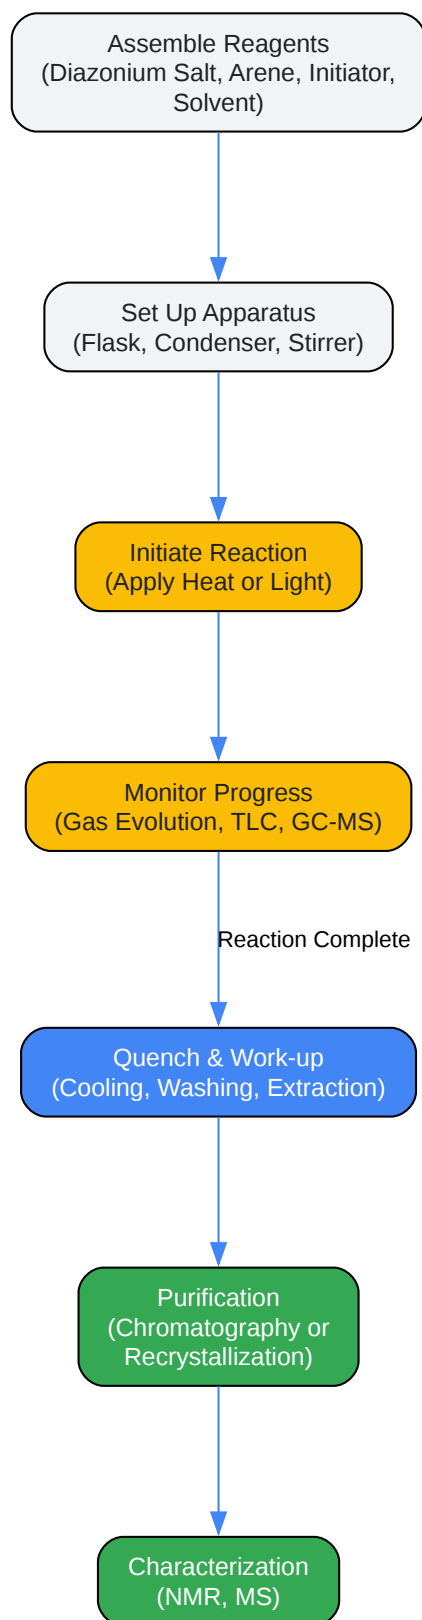 Assemble Reagents
(Diazonium Salt, Arene, Initiator,
Solvent)
Set Up Apparatus
(Flask, Condenser, Stirrer)
Initiate Reaction
(Apply Heat or Light)
Monitor Progress
(Gas Evolution, TLC, GC-MS)
Reaction Complete
Quench & Work-up
(Cooling, Washing, Extraction)
Purification
(Chromatography or
Recrystallization)
Characterization
(NMR, MS)